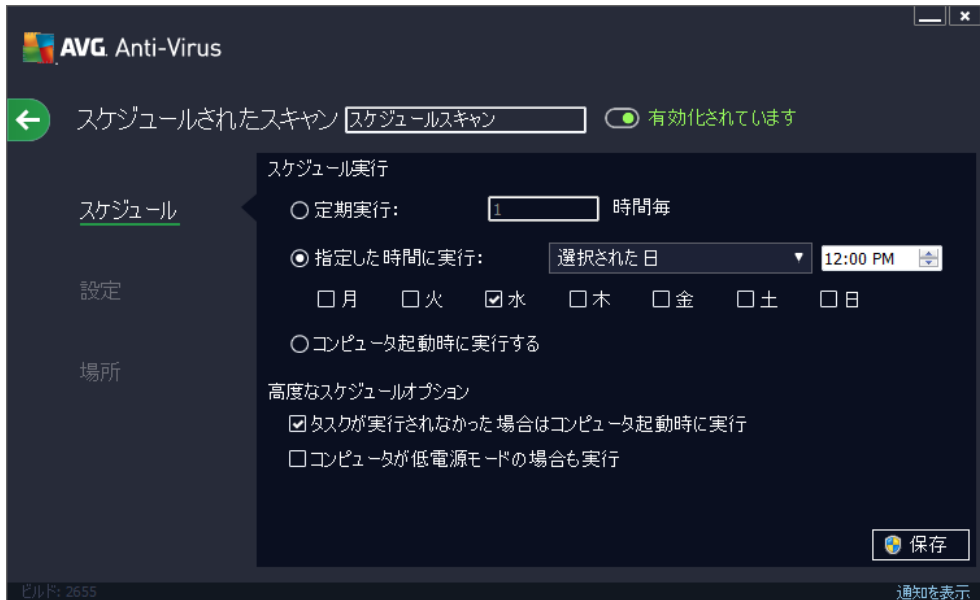 AVG. Anti-Virus
スケジュールされたスキャン スケジュールスキャン 有効化されています
スケジュール
設定
場所
スケジュール実行
定期実行: 1 時間毎
指定した時間に実行: 選択された日 12:00 PM
月 火 水 木 金 土 日
コンピュータ起動時に実行する
高度なスケジュールオプション
タスクが実行されなかった場合はコンピュータ起動時に実行
コンピュータが低電源モードの場合も実行
保存
ビルド: 2655
通知を表示